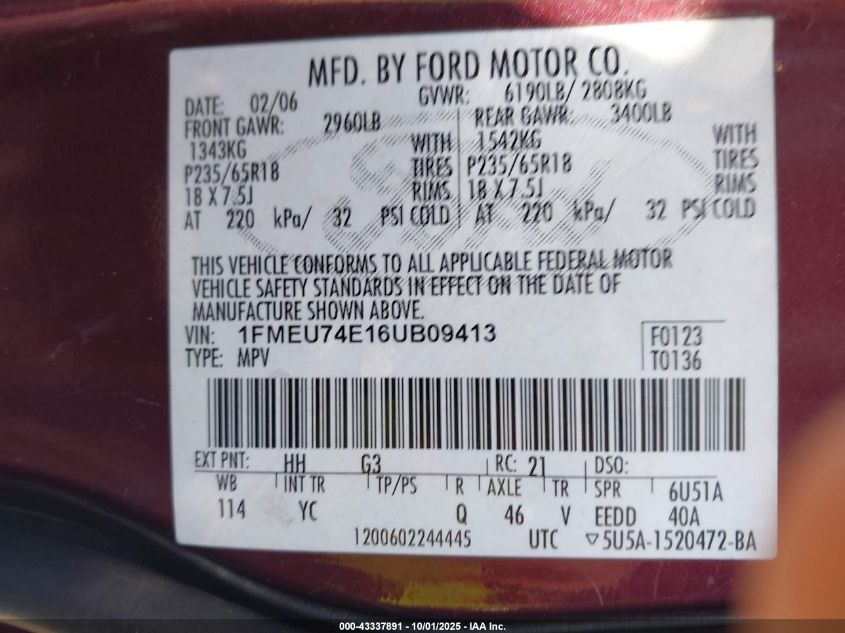 MFD. BY FORD MOTOR CO.
DATE: 02/06 GVWR: 6190LB/ 2808KG
FRONT GAWR: 2960LB REAR GAWR: 3400LB
1343KG WITH 1542KG WITH
P235/65R18 TIRES P235/65R18 TIRES
18 X 7.5J RIMS 18 X 7.5J RIMS
AT 220 kPa/ 32 PSI COLD AT 220 kPa/ 32 PSI COLD
THIS VEHICLE CONFORMS TO ALL APPLICABLE FEDERAL MOTOR
VEHICLE SAFETY STANDARDS IN EFFECT ON THE DATE OF
MANUFACTURE SHOWN ABOVE.
VIN: 1FMEU74E16UB09413 F0123
TYPE: MPV T0136
EXT PNT: HH G3 RC: 21 DSO:
WB INT TR TP/PS R AXLE TR SPR 6U51A
114 YC Q 46 V EEDD 40A
1200602244445 UTC ▽5U5A-1520472-BA
000-43337891 - 10/01/2025 - IAA Inc.